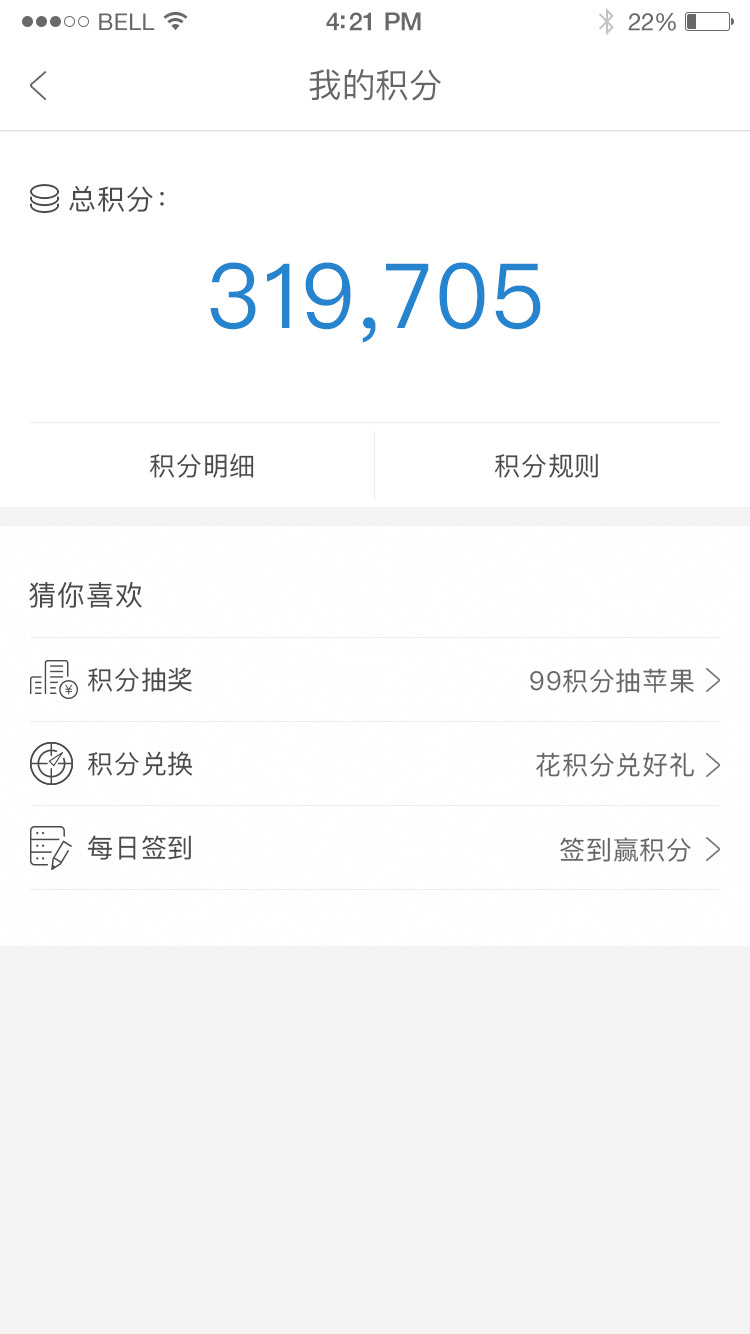 BELL 4:21 PM 22%
我的积分
总积分:
319,705
积分明细 积分规则
猜你喜欢
积分抽奖 99积分抽苹果
积分兑换 花积分兑好礼
每日签到 签到赢积分